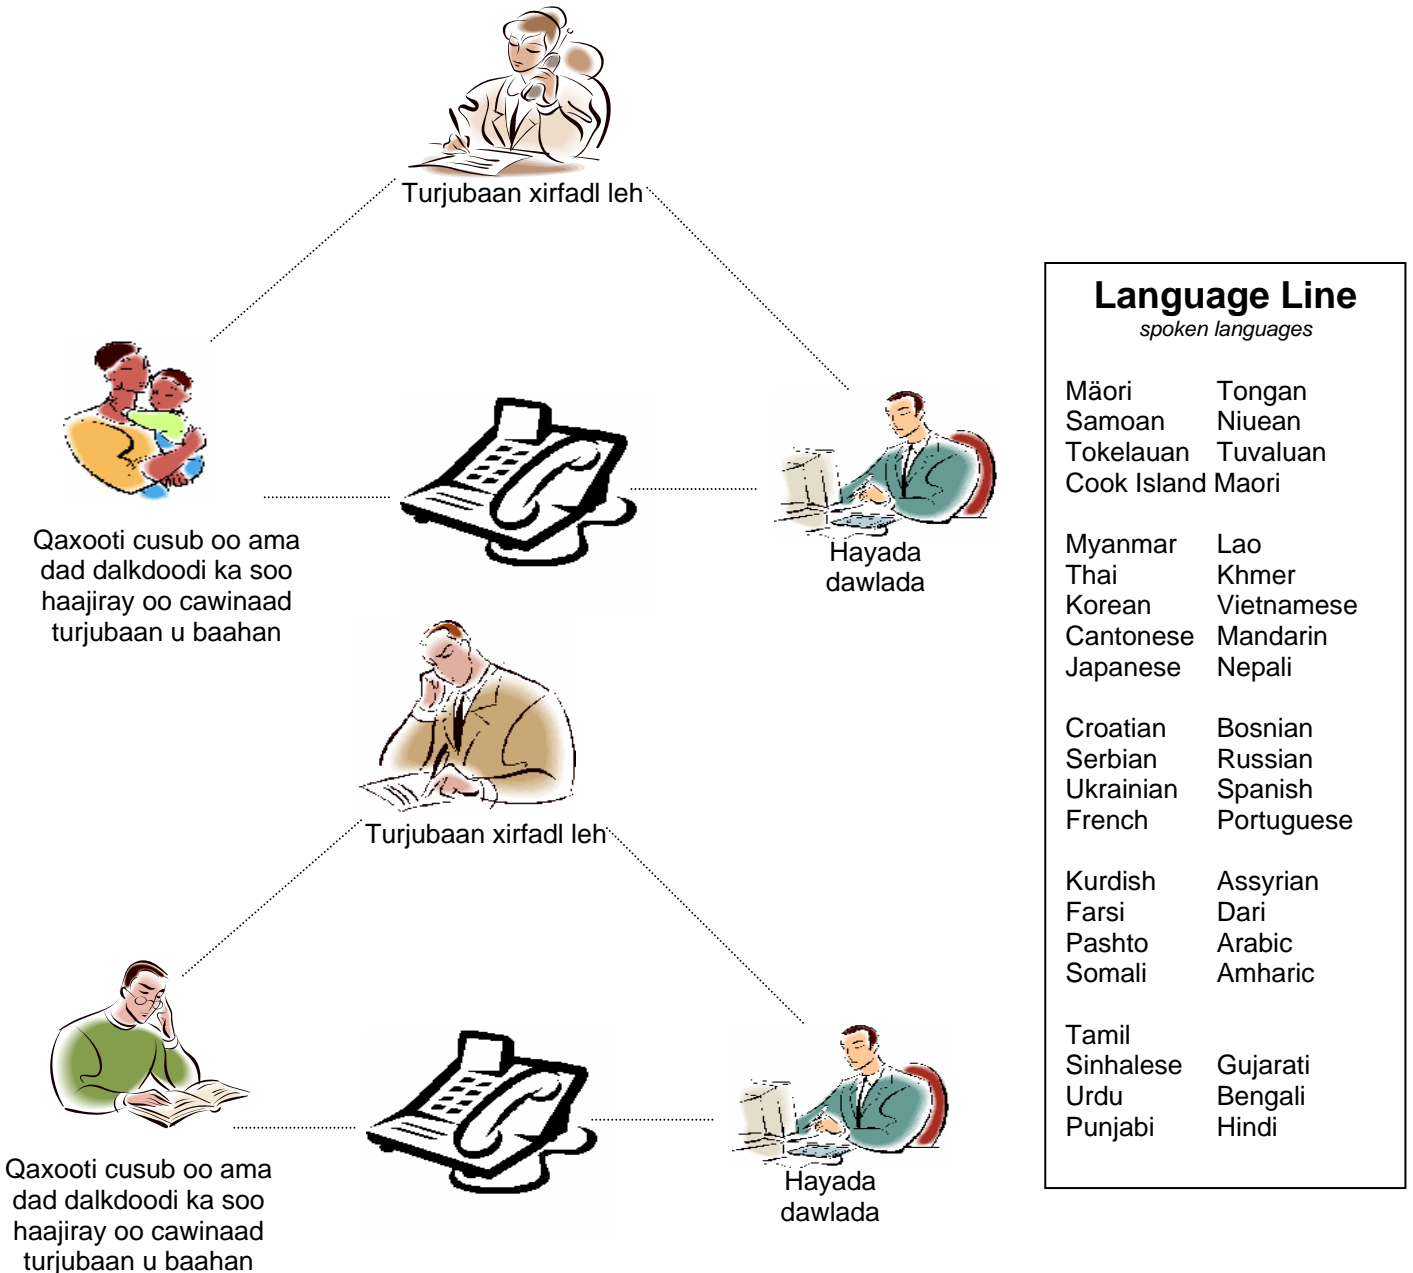 Turjubaan xirfadl leh
Qaxooti cusub oo ama
dad dalkdoodi ka soo
haajiray oo cawinaad
turjubaan u baahan
Hayada
dawlada
Turjubaan xirfadl leh
Qaxooti cusub oo ama
dad dalkdoodi ka soo
haajiray oo cawinaad
turjubaan u baahan
Hayada
dawlada
Language Line
spoken languages
Mäori Tongan
Samoan Niuean
Tokelauan Tuvaluan
Cook Island Maori
Myanmar Lao
Thai Khmer
Korean Vietnamese
Cantonese Mandarin
Japanese Nepali
Croatian Bosnian
Serbian Russian
Ukrainian Spanish
French Portuguese
Kurdish Assyrian
Farsi Dari
Pashto Arabic
Somali Amharic
Tamil
Sinhalese Gujarati
Urdu Bengali
Punjabi Hindi